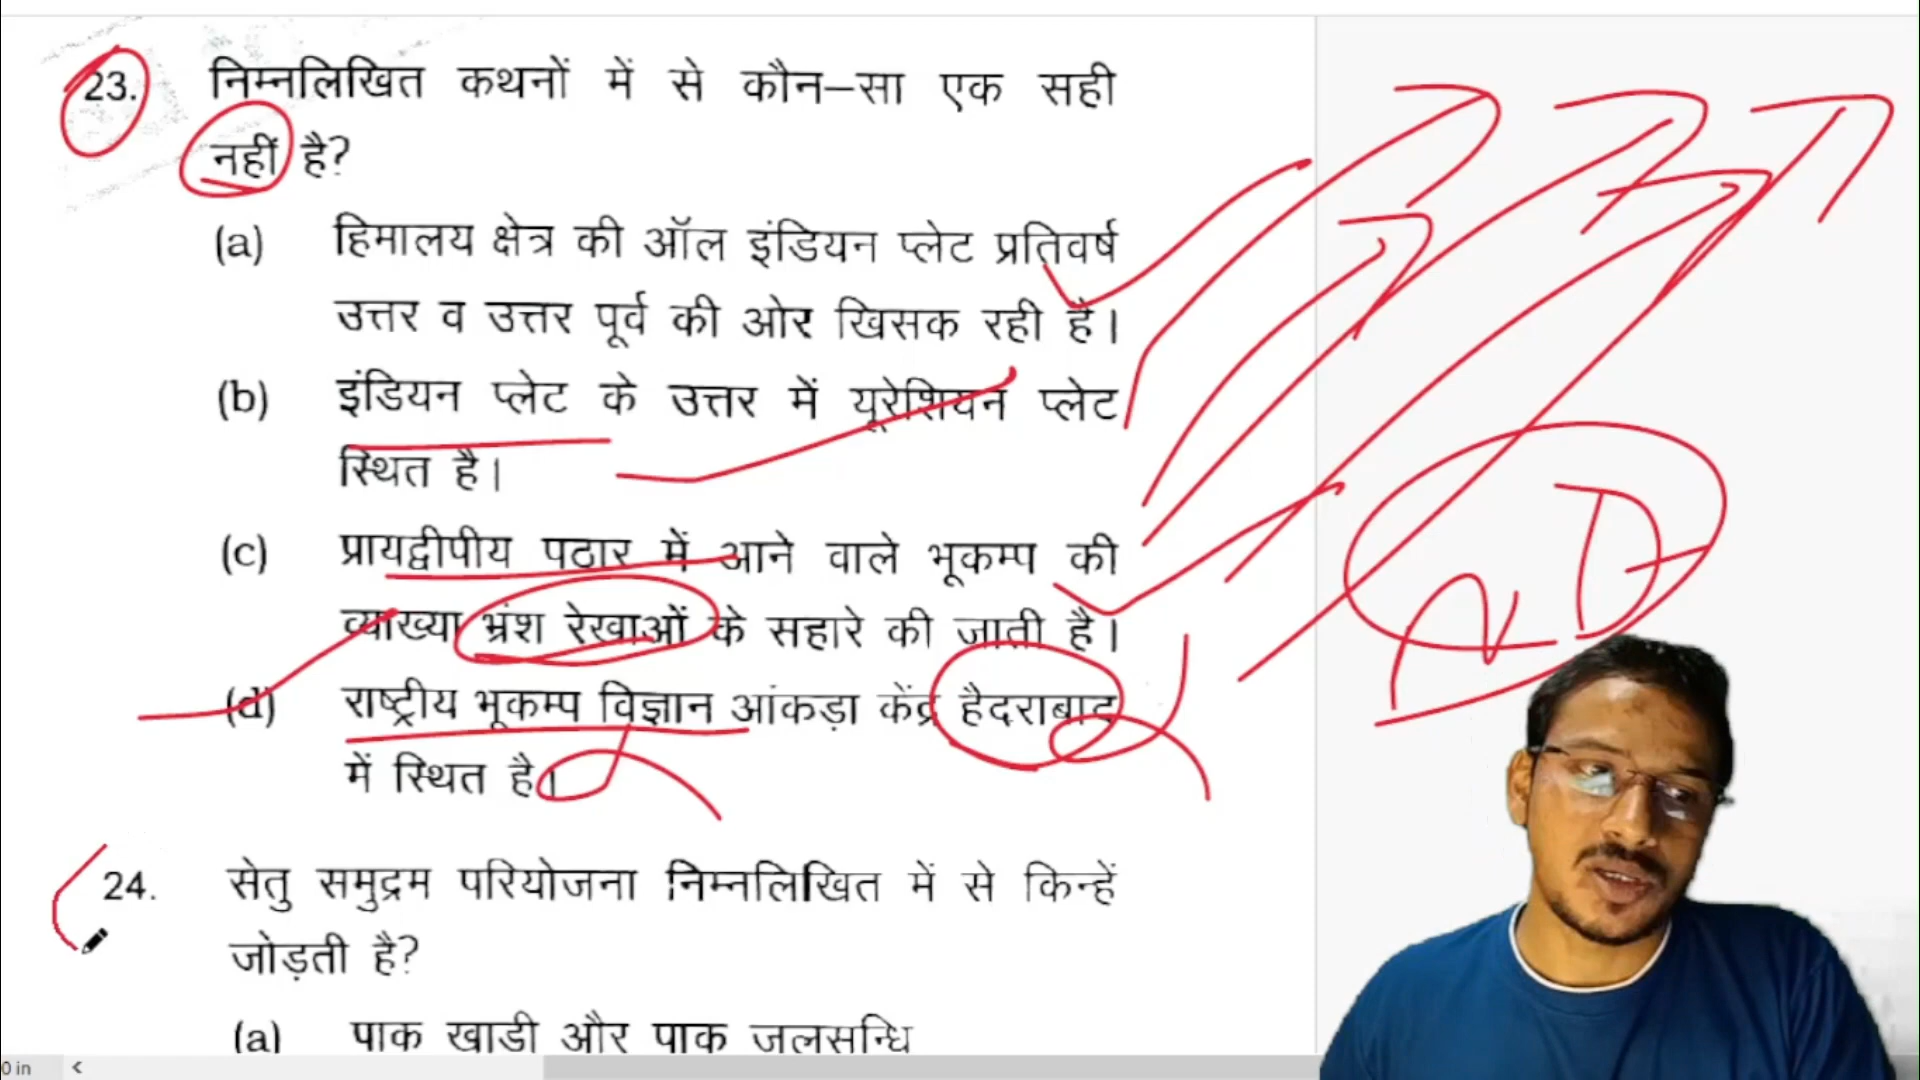 23. निम्नलिखित कथनों में से कौन–सा एक सही
नहीं है?
(a) हिमालय क्षेत्र की ऑल इंडियन प्लेट प्रतिवर्ष
उत्तर व उत्तर पूर्व की ओर खिसक रही है।
(b) इंडियन प्लेट के उत्तर में यूरेशियन प्लेट
स्थित है।
(c) प्रायद्वीपीय पठार में आने वाले भूकम्प की
व्याख्या भ्रंश रेखाओं के सहारे की जाती है।
(d) राष्ट्रीय भूकम्प विज्ञान आंकड़ा केंद्र हैदराबाद
में स्थित है।
24. सेतु समुद्रम परियोजना निम्नलिखित में से किन्हें
जोड़ती है?
(a) पाक खाडी और पाक जलसन्धि
0 in